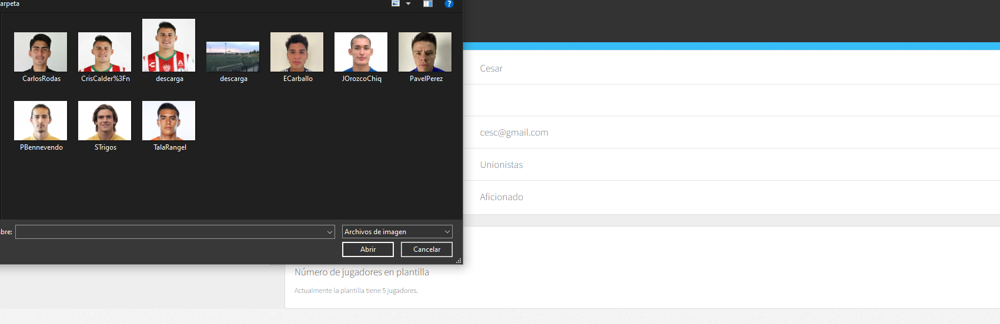 arpeta
CarlosRodas
CrisCalder%3Fn
descarga
descarga
ECarballo
JOrozcoChiq
PavelPerez
PBennevendo
STrigos
TalaRangel
bre:
Archivos de imagen
Abrir
Cancelar
Cesar
cesc@gmail.com
Unionistas
Aficionado
Número de jugadores en plantilla
Actualmente la plantilla tiene 5 jugadores.